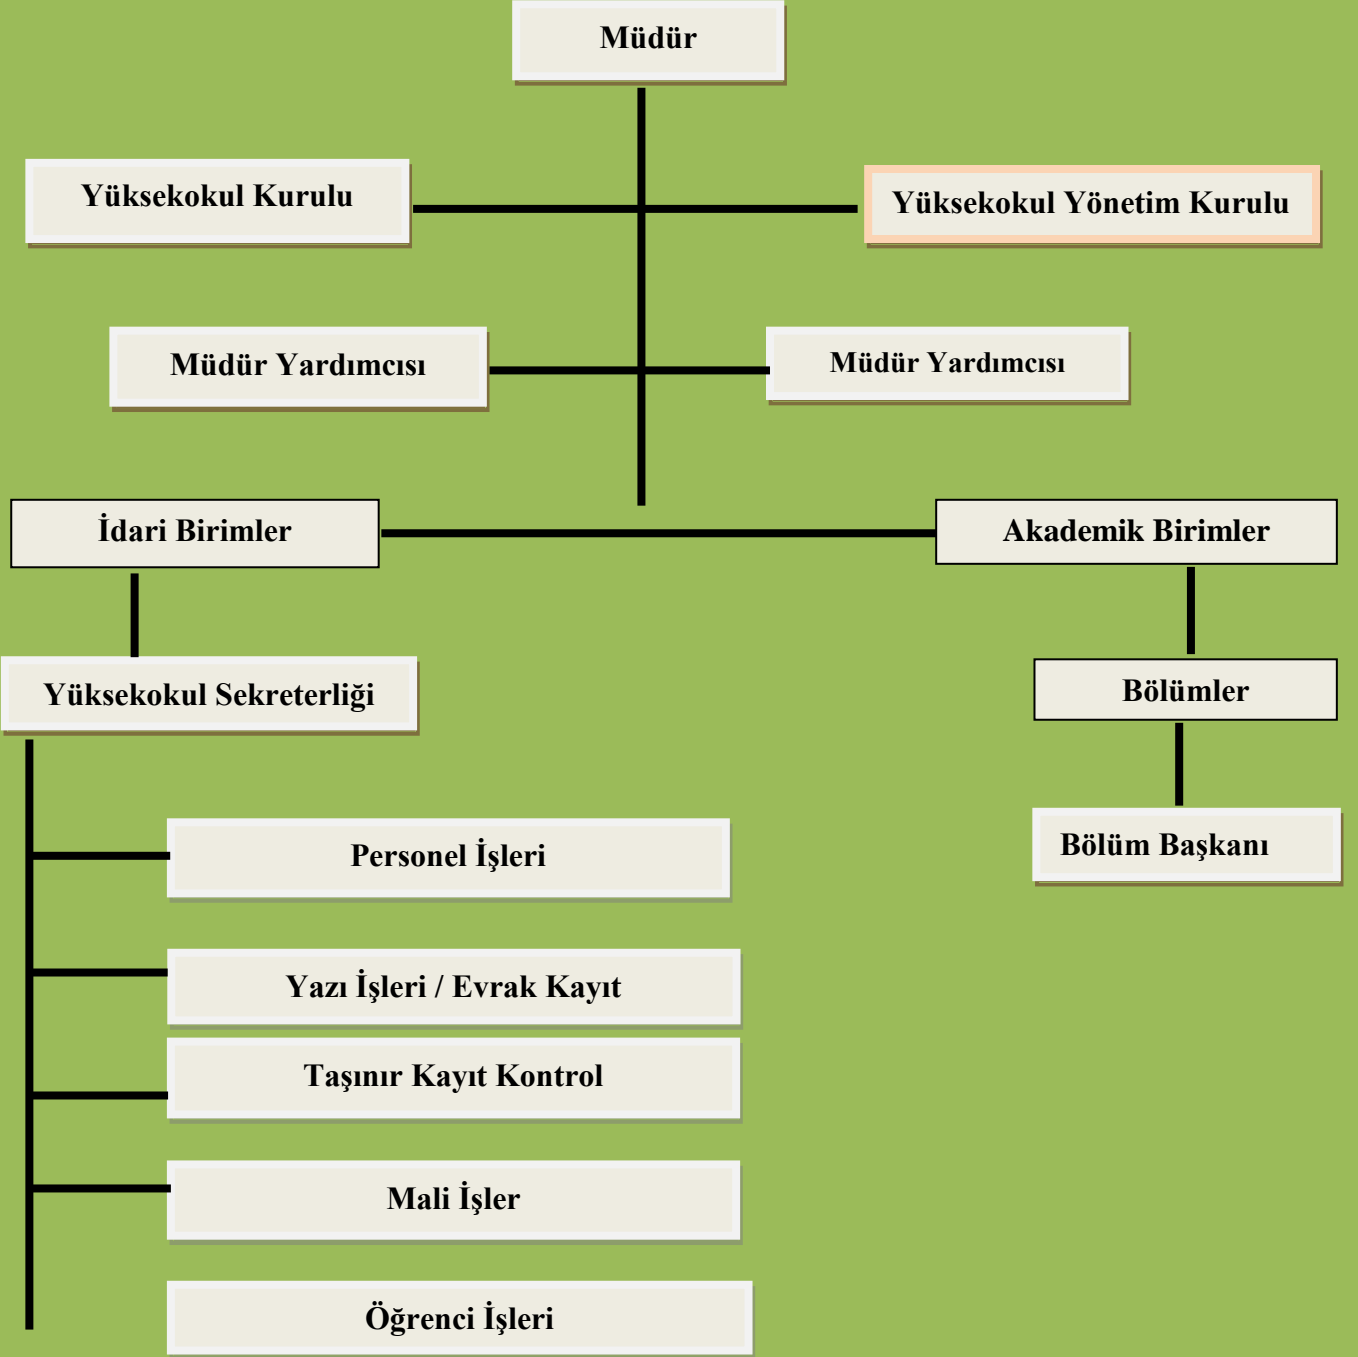 Müdür
Yüksekokul Kurulu
Yüksekokul Yönetim Kurulu
Müdür Yardımcısı
Müdür Yardımcısı
İdari Birimler
Akademik Birimler
Yüksekokul Sekreterliği
Bölümler
Personel İşleri
Bölüm Başkanı
Yazı İşleri / Evrak Kayıt
Taşınır Kayıt Kontrol
Mali İşler
Öğrenci İşleri